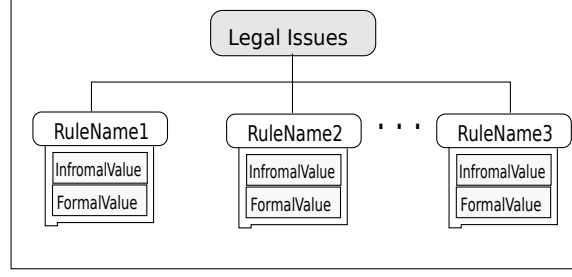 Legal Issues
RuleName1
RuleName2
. . .
RuleName3
InfromalValue
FormalValue
InfromalValue
FormalValue
InfromalValue
FormalValue